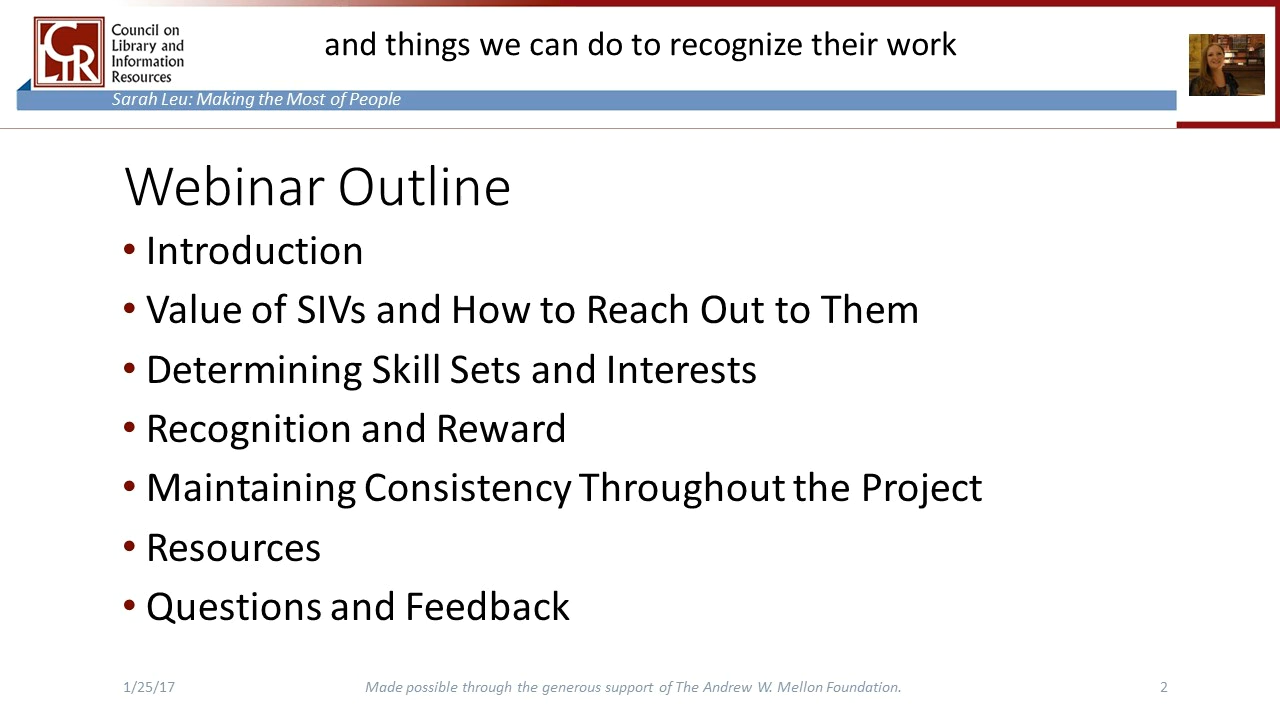 CLIR
Council on
Library and
Information
Resources
and things we can do to recognize their work
Sarah Leu: Making the Most of People
Webinar Outline
• Introduction
• Value of SIVs and How to Reach Out to Them
• Determining Skill Sets and Interests
• Recognition and Reward
• Maintaining Consistency Throughout the Project
• Resources
• Questions and Feedback
1/25/17
Made possible through the generous support of The Andrew W. Mellon Foundation.
2